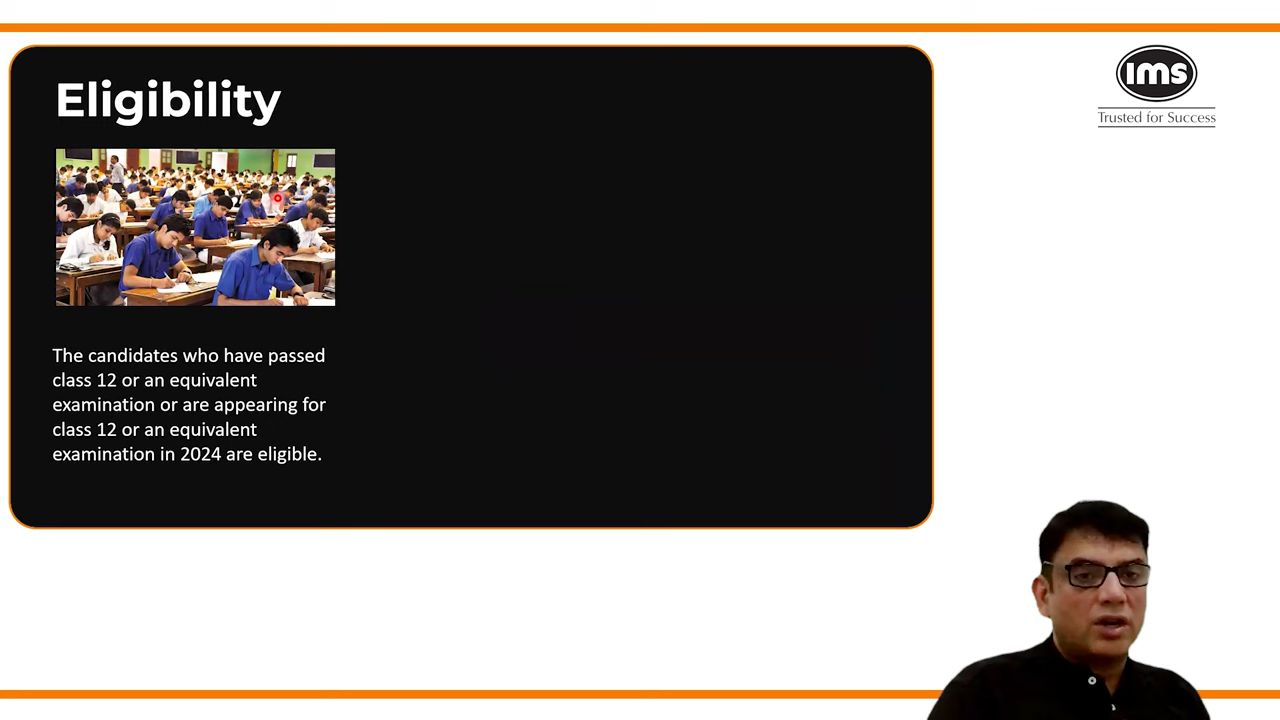 Eligibility
ims
Trusted for Success
The candidates who have passed
class 12 or an equivalent
examination or are appearing for
class 12 or an equivalent
examination in 2024 are eligible.